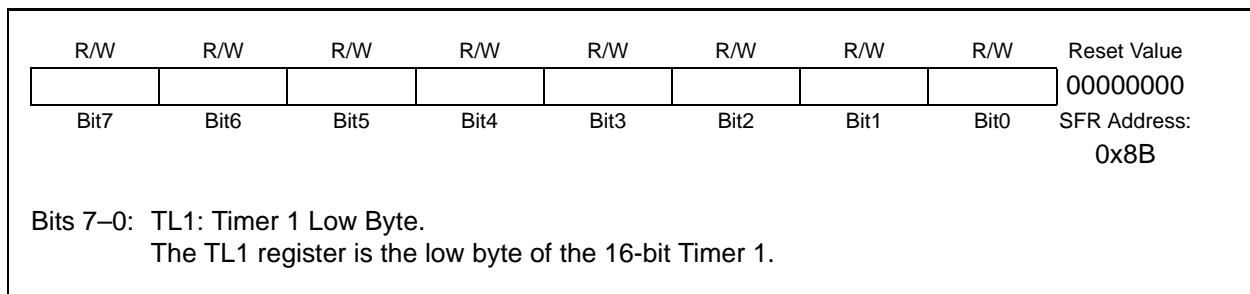 R/W R/W R/W R/W R/W R/W R/W R/W Reset Value
00000000
Bit7 Bit6 Bit5 Bit4 Bit3 Bit2 Bit1 Bit0 SFR Address:
0x8B
Bits 7–0: TL1: Timer 1 Low Byte.
The TL1 register is the low byte of the 16-bit Timer 1.